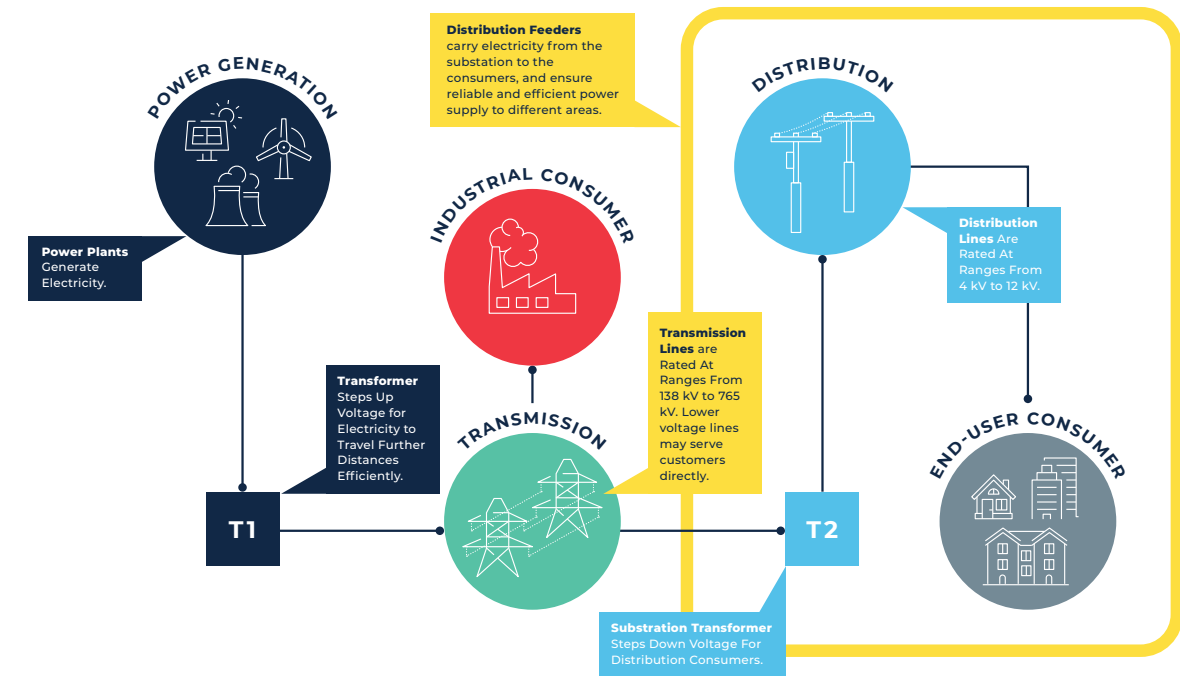 POWER GENERATION
Power Plants
Generate
Electricity.
Distribution Feeders
carry electricity from the
substation to the
consumers, and ensure
reliable and efficient power
supply to different areas.
DISTRIBUTION
Distribution
Lines Are
Rated At
Ranges From
4 kV to 12 kV.
INDUSTRIAL CONSUMER
Transformer
Steps Up
Voltage for
Electricity to
Travel Further
Distances
Efficiently.
TRANSMISSION
Transmission
Lines are
Rated At
Ranges From
138 kV to 765
kV. Lower
voltage lines
may serve
customers
directly.
END-USER CONSUMER
T1
T2
Substration Transformer
Steps Down Voltage For
Distribution Consumers.